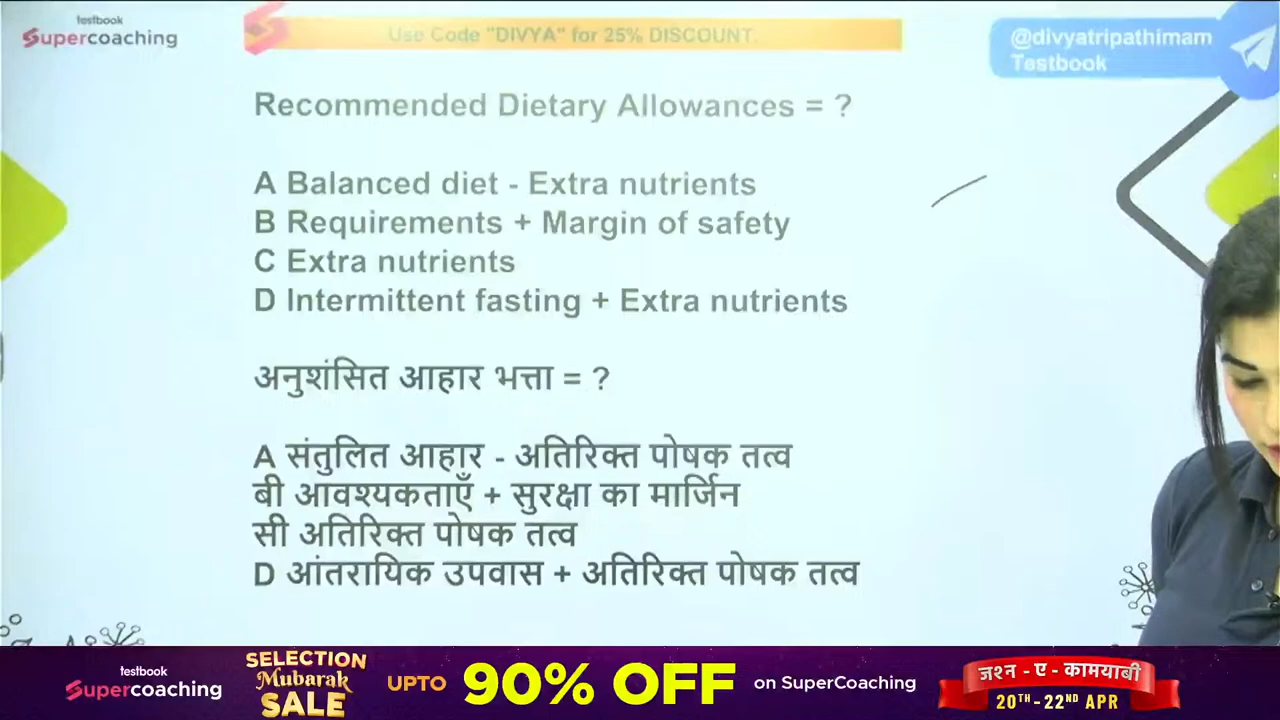 testbook
Supercoaching
Use Code "DIVYA" for 25% DISCOUNT.
@divyatripathimam
Testbook
Recommended Dietary Allowances = ?
A Balanced diet - Extra nutrients
B Requirements + Margin of safety
C Extra nutrients
D Intermittent fasting + Extra nutrients
अनुशंसित आहार भत्ता = ?
A संतुलित आहार - अतिरिक्त पोषक तत्व
बी आवश्यकताएँ + सुरक्षा का मार्जिन
सी अतिरिक्त पोषक तत्व
D आंतरायिक उपवास + अतिरिक्त पोषक तत्व
testbook
Supercoaching
SELECTION
Mubarak
SALE
UPTO 90% OFF on SuperCoaching
जश्न - ए - कामयाबी
20TH - 22ND APR